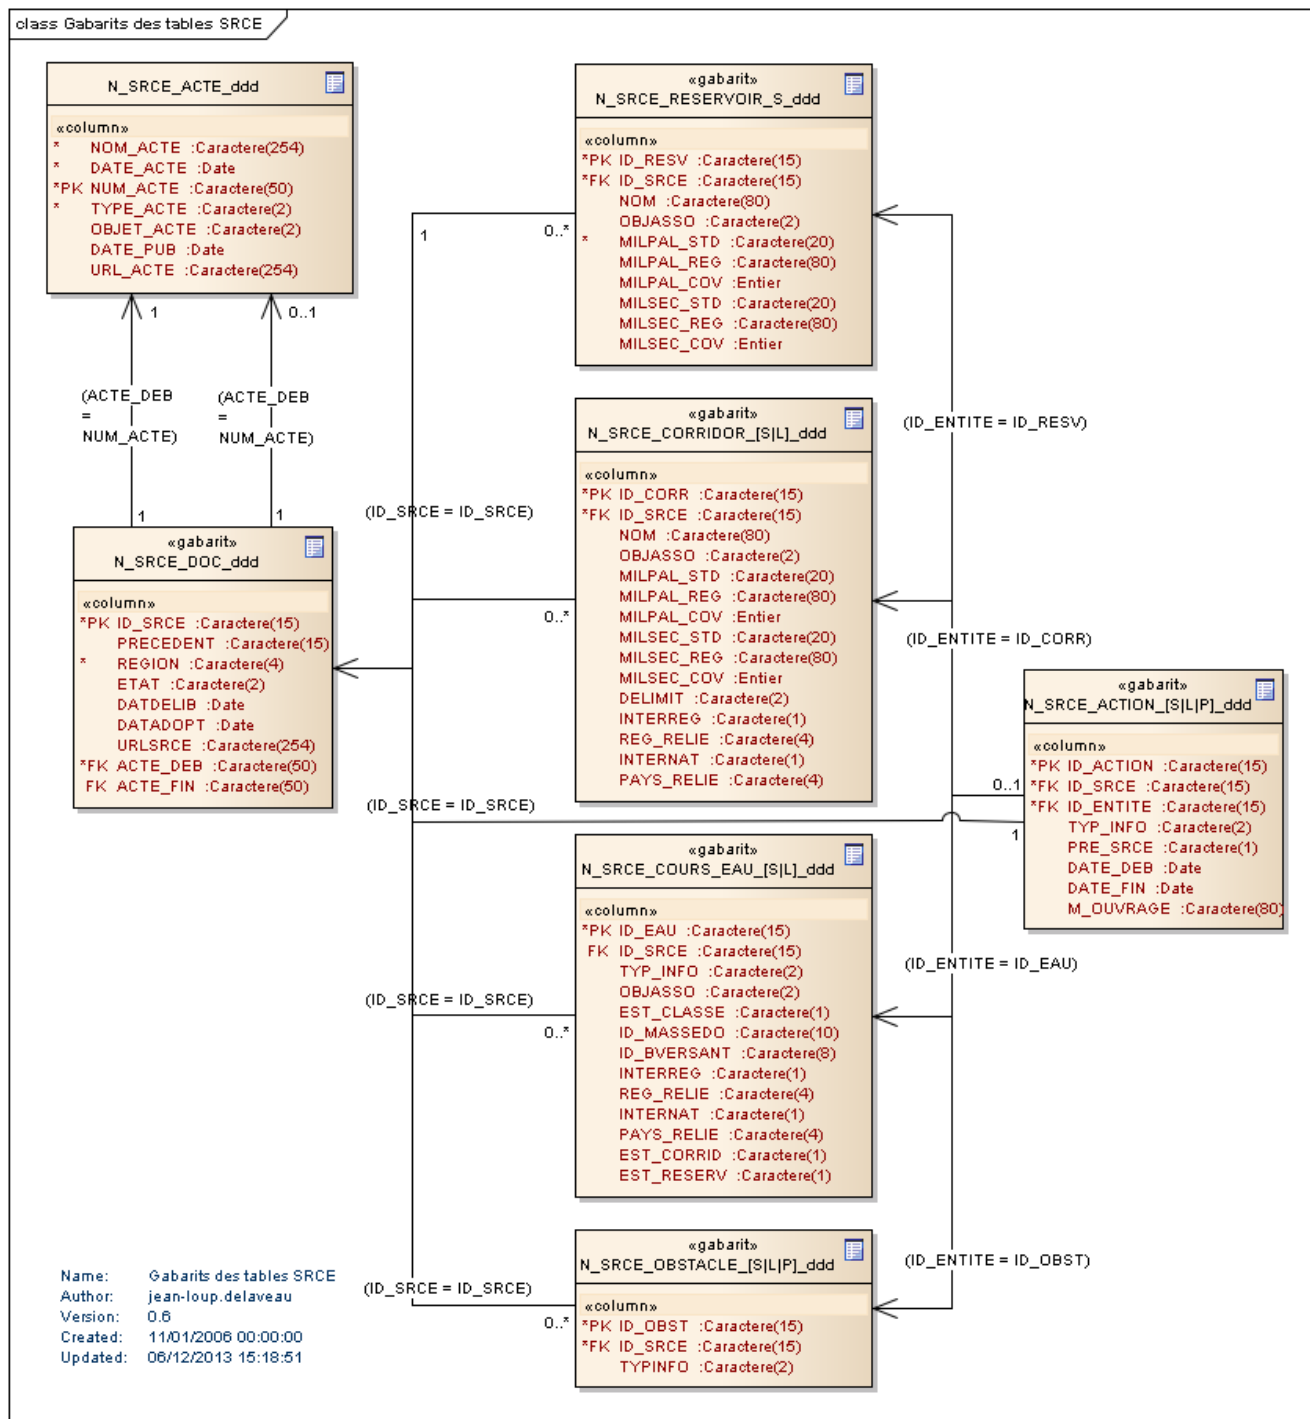 class Gabarits des tables SRCE
N_SRCE_ACTE_ddd
«column»
* NOM_ACTE :Caractere(254)
* DATE_ACTE :Date
*PK NUM_ACTE :Caractere(50)
* TYPE_ACTE :Caractere(2)
OBJET_ACTE :Caractere(2)
DATE_PUB :Date
URL_ACTE :Caractere(254)
1
0..1
(ACTE_DEB
=
NUM_ACTE)
(ACTE_DEB
=
NUM_ACTE)
1
1
«gabarit»
N_SRCE_DOC_ddd
«column»
*PK ID_SRCE :Caractere(15)
PRECEDENT :Caractere(15)
* REGION :Caractere(4)
ETAT :Caractere(2)
DATDELIB :Date
DATADOPT :Date
URLSRCE :Caractere(254)
*FK ACTE_DEB :Caractere(50)
FK ACTE_FIN :Caractere(50)
«gabarit»
N_SRCE_RESERVOIR_S_ddd
«column»
*PK ID_RESV :Caractere(15)
*FK ID_SRCE :Caractere(15)
NOM :Caractere(80)
OBJASSO :Caractere(2)
* MILPAL_STD :Caractere(20)
MILPAL_REG :Caractere(80)
MILPAL_COV :Entier
MILSEC_STD :Caractere(20)
MILSEC_REG :Caractere(80)
MILSEC_COV :Entier
1
0..*
(ID_ENTITE = ID_RESV)
«gabarit»
N_SRCE_CORRIDOR_[S|L]_ddd
«column»
*PK ID_CORR :Caractere(15)
*FK ID_SRCE :Caractere(15)
NOM :Caractere(80)
OBJASSO :Caractere(2)
MILPAL_STD :Caractere(20)
MILPAL_REG :Caractere(80)
MILPAL_COV :Entier
MILSEC_STD :Caractere(20)
MILSEC_REG :Caractere(80)
MILSEC_COV :Entier
DELIMIT :Caractere(2)
INTERREG :Caractere(1)
REG_RELIE :Caractere(4)
INTERNAT :Caractere(1)
PAYS_RELIE :Caractere(4)
(ID_SRCE = ID_SRCE)
0..*
(ID_ENTITE = ID_CORR)
«gabarit»
N_SRCE_ACTION_[S|L|P]_ddd
«column»
*PK ID_ACTION :Caractere(15)
*FK ID_SRCE :Caractere(15)
*FK ID_ENTITE :Caractere(15)
TYP_INFO :Caractere(2)
PRE_SRCE :Caractere(1)
DATE_DEB :Date
DATE_FIN :Date
M_OUVRAGE :Caractere(80)
0..1
1
(ID_SRCE = ID_SRCE)
«gabarit»
N_SRCE_COURS_EAU_[S|L]_ddd
«column»
*PK ID_EAU :Caractere(15)
FK ID_SRCE :Caractere(15)
TYP_INFO :Caractere(2)
OBJASSO :Caractere(2)
EST_CLASSE :Caractere(1)
ID_MASSEDO :Caractere(10)
ID_BVERSANT :Caractere(8)
INTERREG :Caractere(1)
REG_RELIE :Caractere(4)
INTERNAT :Caractere(1)
PAYS_RELIE :Caractere(4)
EST_CORRID :Caractere(1)
EST_RESERV :Caractere(1)
(ID_SRCE = ID_SRCE)
0..*
(ID_ENTITE = ID_EAU)
«gabarit»
N_SRCE_OBSTACLE_[S|L|P]_ddd
«column»
*PK ID_OBST :Caractere(15)
*FK ID_SRCE :Caractere(15)
TYPINFO :Caractere(2)
(ID_SRCE = ID_SRCE)
0..*
(ID_ENTITE = ID_OBST)
Name: Gabarits des tables SRCE
Author: jean-loup.delaveau
Version: 0.6
Created: 11/01/2006 00:00:00
Updated: 06/12/2013 15:18:51